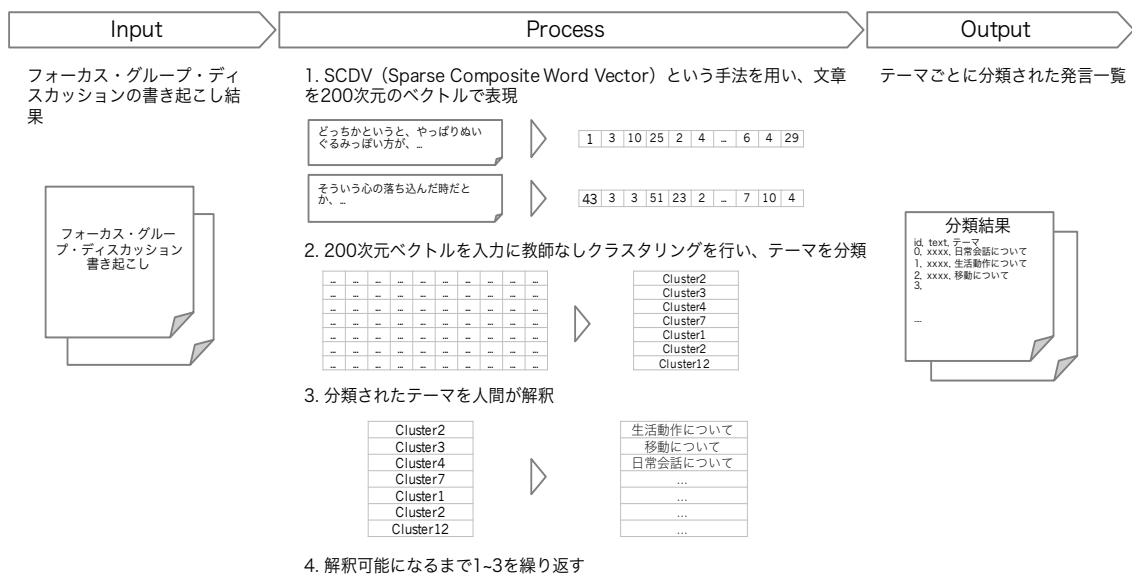 Input
Process
Output
フォーカス・グループ・ディ
スカッションの書き起こし結
果
フォーカス・グルー
プ・ディスカッション
書き起こし
1. SCDV（Sparse Composite Word Vector）という手法を用い、文章
を200次元のベクトルで表現
どっちかというと、やっぱりぬい
ぐるみっぽい方が、...
1 3 10 25 2 4 ... 6 4 29
そういう心の落ち込んだ時だと
か、...
43 3 3 51 23 2 ... 7 10 4
2. 200次元ベクトルを入力に教師なしクラスタリングを行い、テーマを分類
... ... ... ... ... ... ... ... ... ...
... ... ... ... ... ... ... ... ... ...
... ... ... ... ... ... ... ... ... ...
... ... ... ... ... ... ... ... ... ...
... ... ... ... ... ... ... ... ... ...
... ... ... ... ... ... ... ... ... ...
... ... ... ... ... ... ... ... ... ...
Cluster2
Cluster3
Cluster4
Cluster7
Cluster1
Cluster2
Cluster12
3. 分類されたテーマを人間が解釈
Cluster2
Cluster3
Cluster4
Cluster7
Cluster1
Cluster2
Cluster12
生活動作について
移動について
日常会話について
...
...
...
...
4. 解釈可能になるまで1~3を繰り返す
テーマごとに分類された発言一覧
分類結果
id, text, テーマ
0, xxxx, 日常会話について
1, xxxx, 生活動作について
2, xxxx, 移動について
3,
....